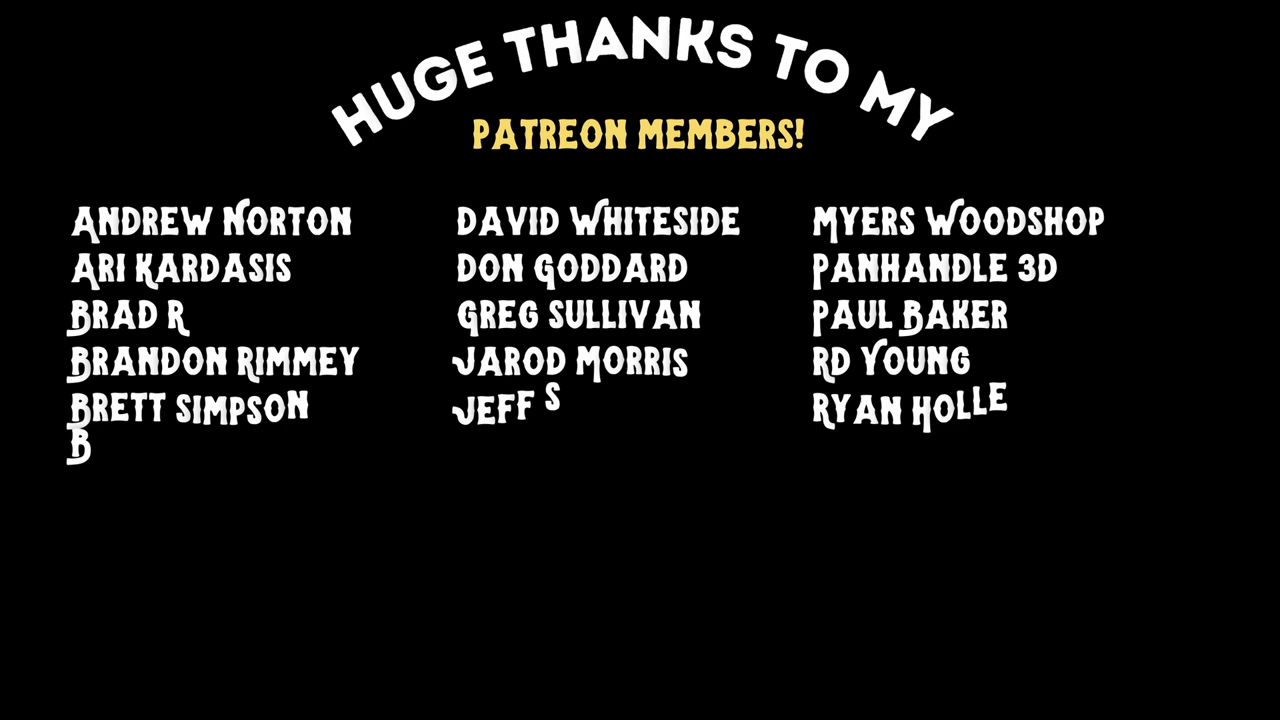 HUGE THANKS TO MY
PATREON MEMBERS!
ANDREW NORTON
ARI KARDASIS
BRAD R
BRANDON RIMMEY
BRETT SIMPSON
B
DAVID WHITESIDE
DON GODDARD
GREG SULLIVAN
JAROD MORRIS
JEFF S
MYERS WOODSHOP
PANHANDLE 3D
PAUL BAKER
RD YOUNG
RYAN HOLLE